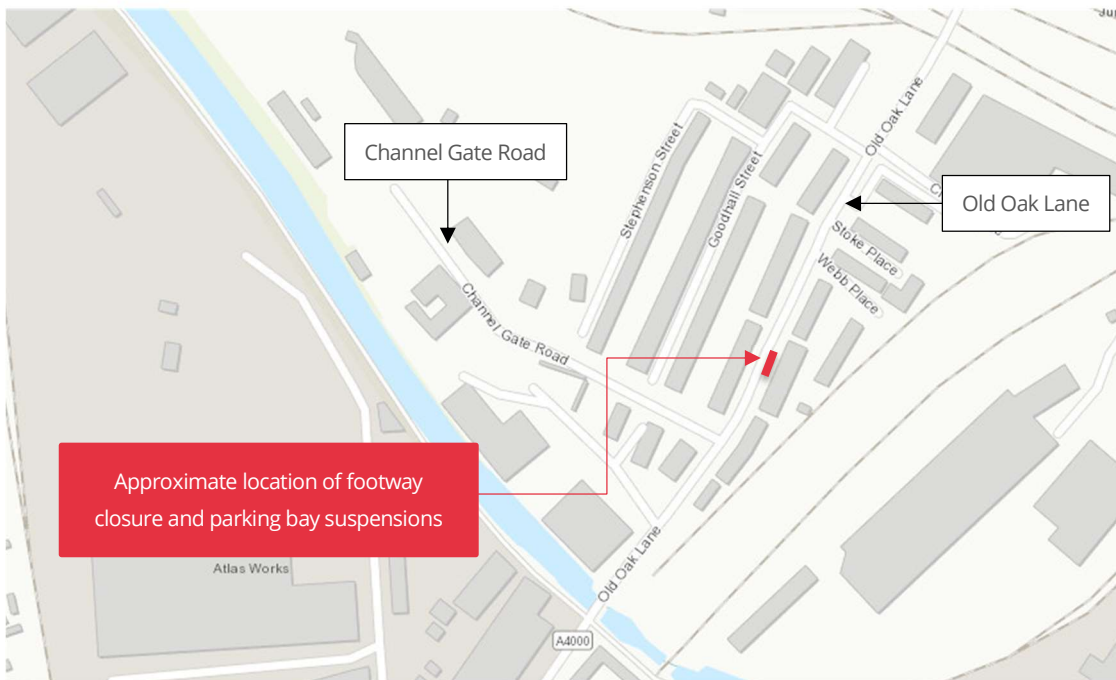 Channel Gate Road
Old Oak Lane
Stephenson Street
Goodhall Street
Old Oak Lane
Stoke Place
Webb Place
Channel Gate Road
Approximate location of footway
closure and parking bay suspensions
Atlas Works
Old Oak Lane
A4000